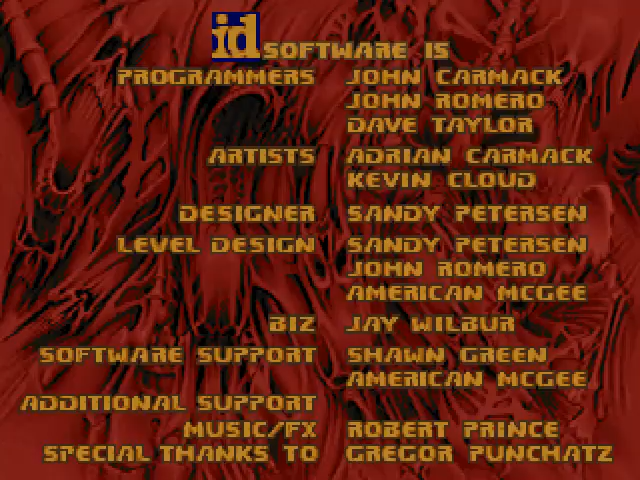 id SOFTWARE IS
PROGRAMMERS JOHN CARMACK
JOHN ROMERO
DAVE TAYLOR
ARTISTS ADRIAN CARMACK
KEVIN CLOUD
DESIGNER SANDY PETERSEN
LEVEL DESIGN SANDY PETERSEN
JOHN ROMERO
AMERICAN MCGEE
BIZ JAY WILBUR
SOFTWARE SUPPORT SHAWN GREEN
AMERICAN MCGEE
ADDITIONAL SUPPORT
MUSIC/FX ROBERT PRINCE
SPECIAL THANKS TO GREGOR PUNCHATZ